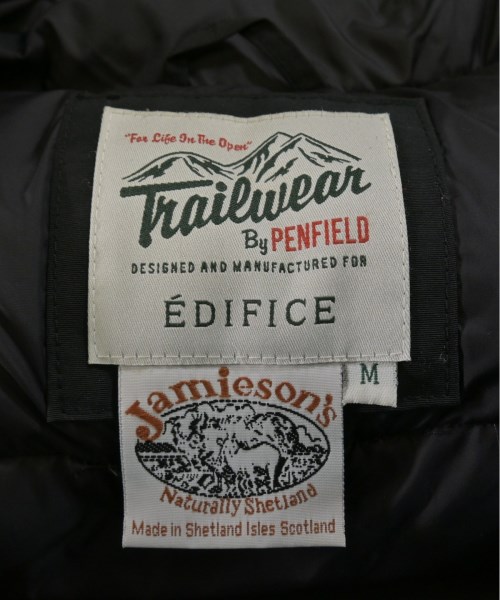 "For Life In The Open"
Trailwear
By PENFIELD
DESIGNED AND MANUFACTURED FOR
ÉDIFICE
M
Jamieson's
Naturally Shetland
Made in Shetland Isles Scotland